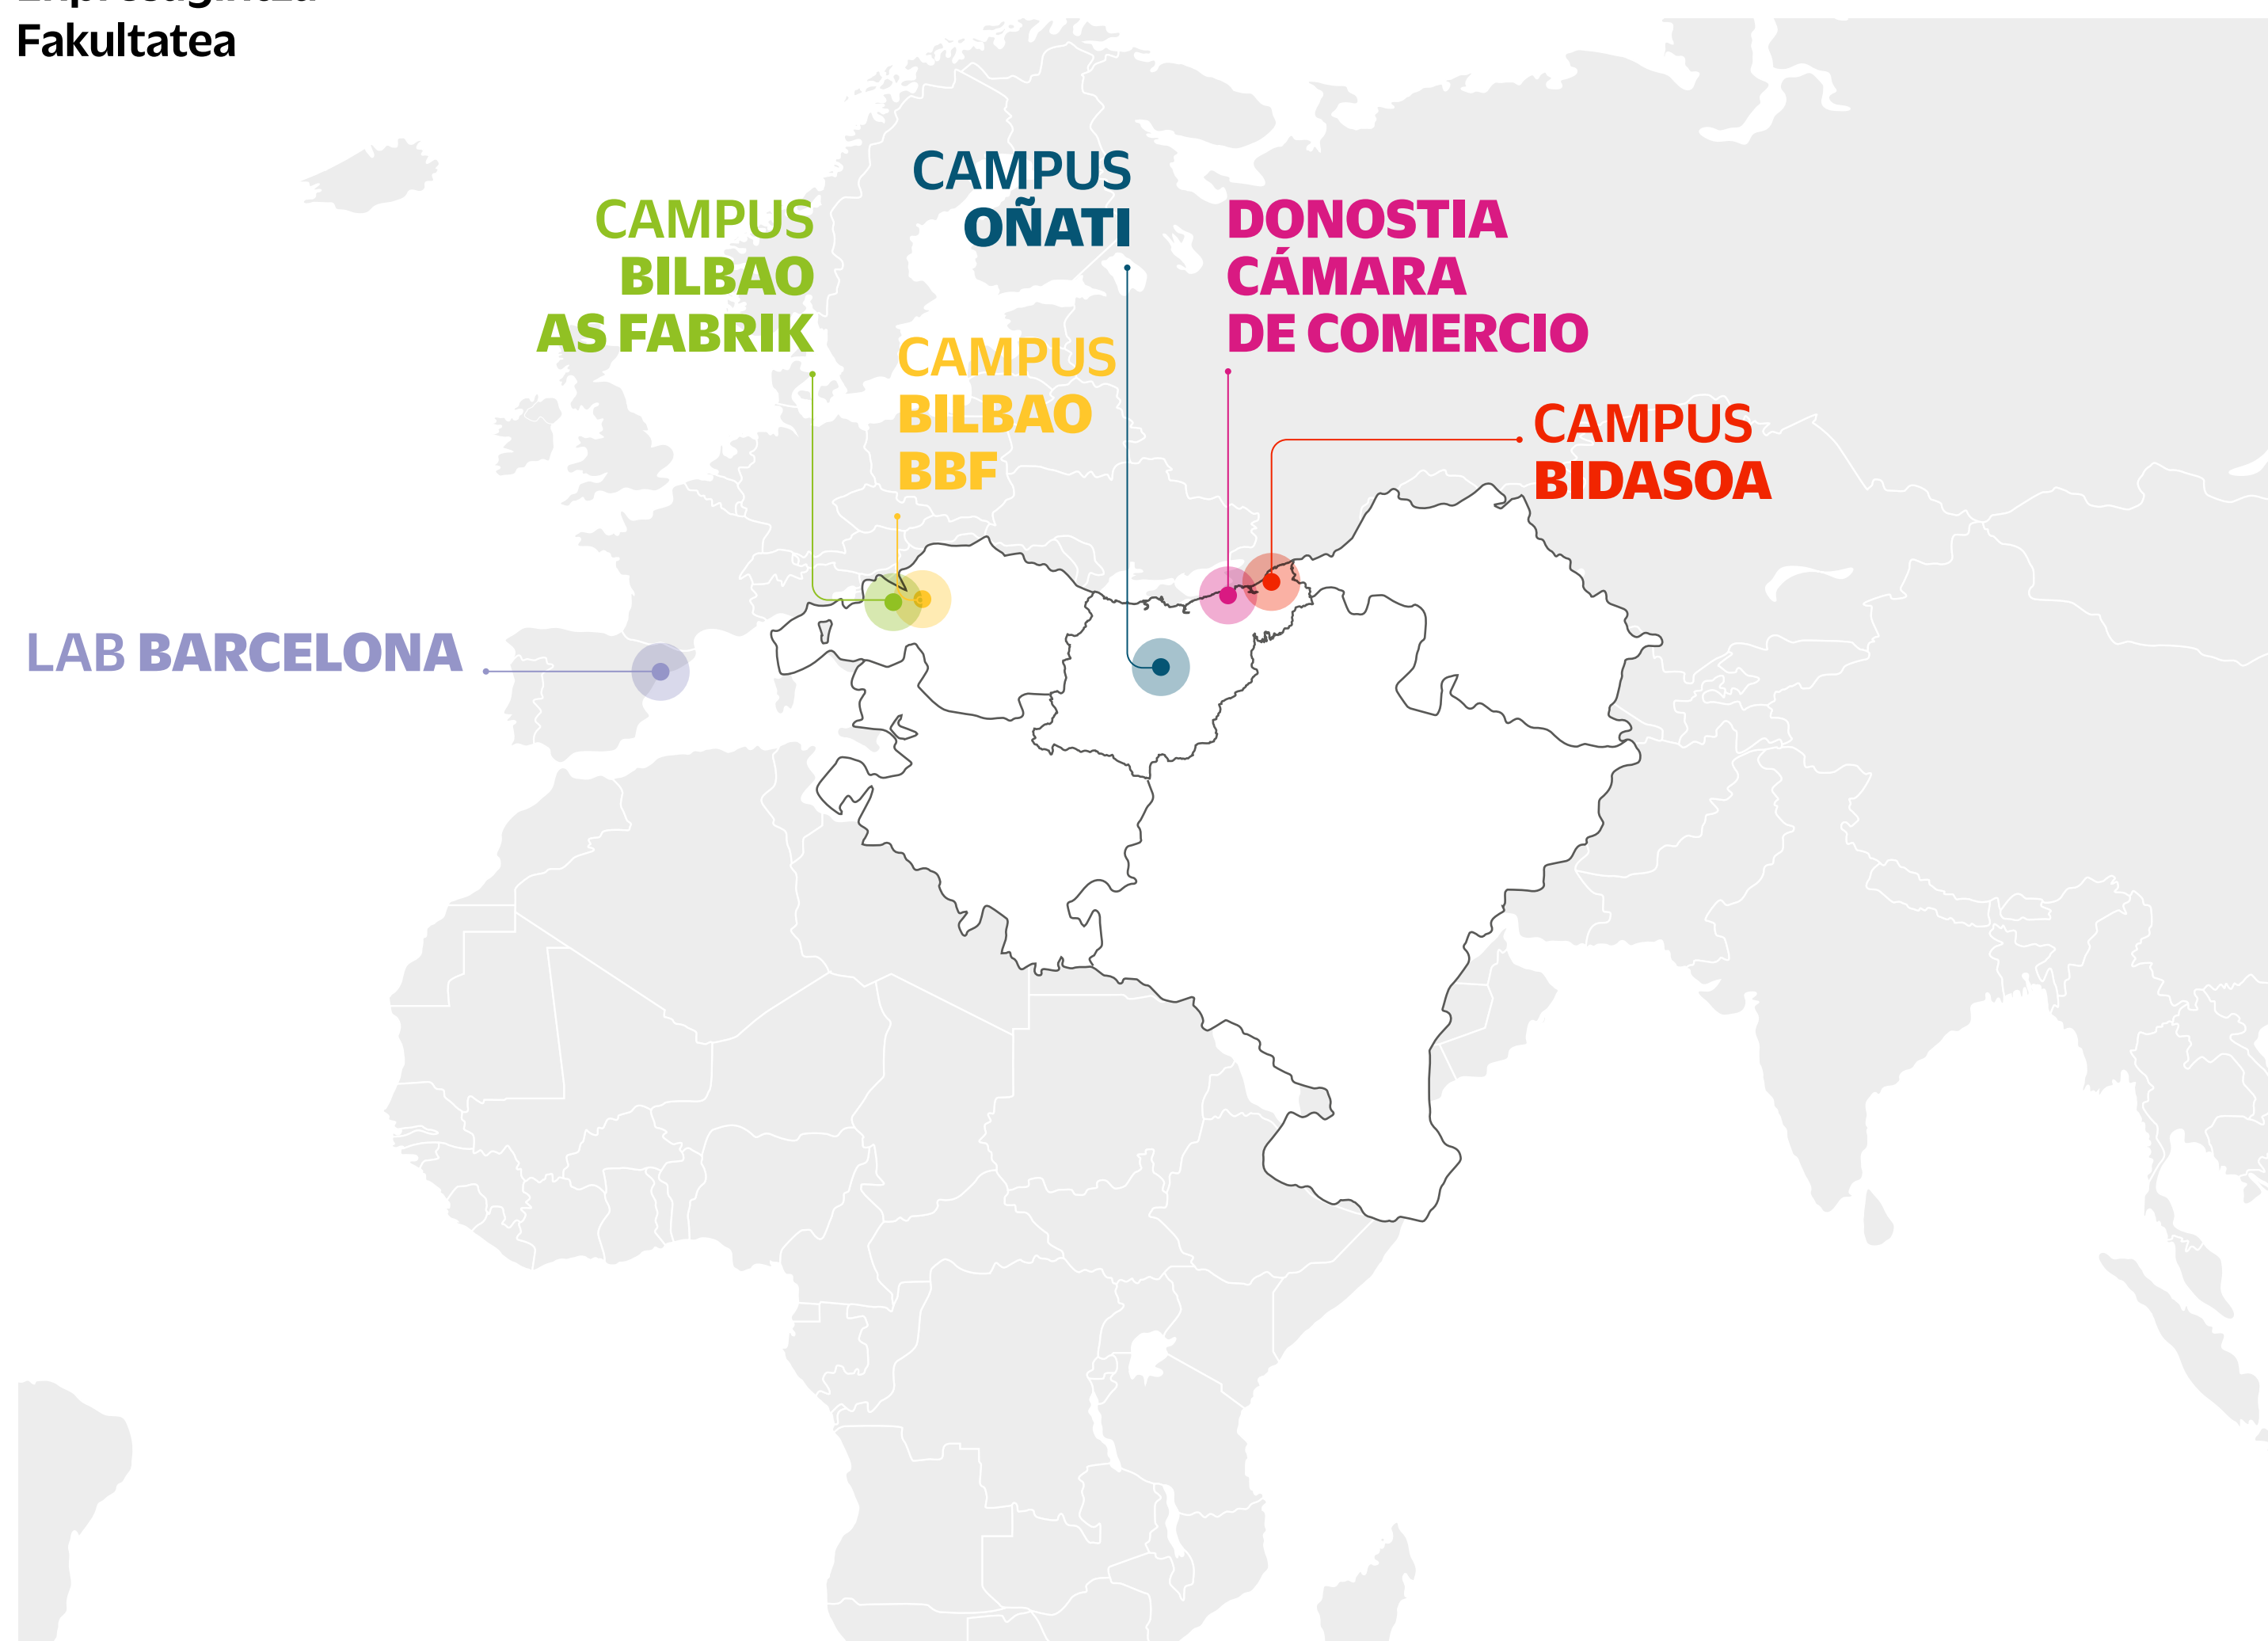 Fakultatea
CAMPUS
OÑATI
CAMPUS
BILBAO
AS FABRIK
DONOSTIA
CÁMARA
DE COMERCIO
CAMPUS
BILBAO
BBF
CAMPUS
BIDASOA
LAB BARCELONA